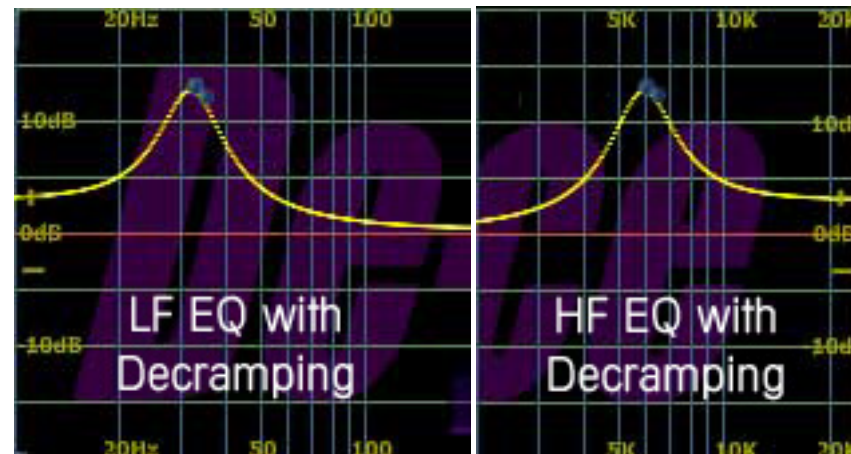 20Hz 50 100
5K 10K 20K
10dB
10d
0dB
0dB
-10dB
-10d
LF EQ with
Decramping
HF EQ with
Decramping
20Hz 50 100
5K 10K 20K